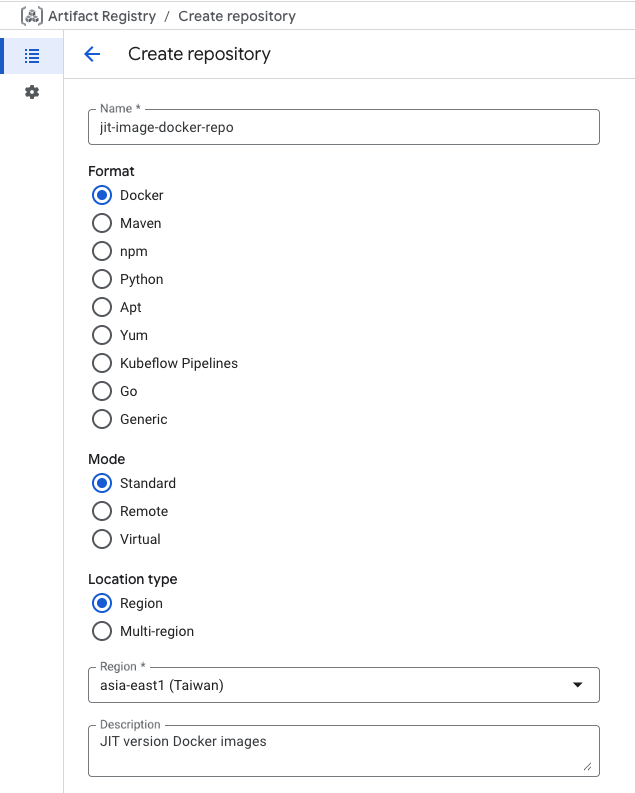 Artifact Registry / Create repository
Create repository
Name *
jit-image-docker-repo
Format
Docker
Maven
npm
Python
Apt
Yum
Kubeflow Pipelines
Go
Generic
Mode
Standard
Remote
Virtual
Location type
Region
Multi-region
Region *
asia-east1 (Taiwan)
Description
JIT version Docker images